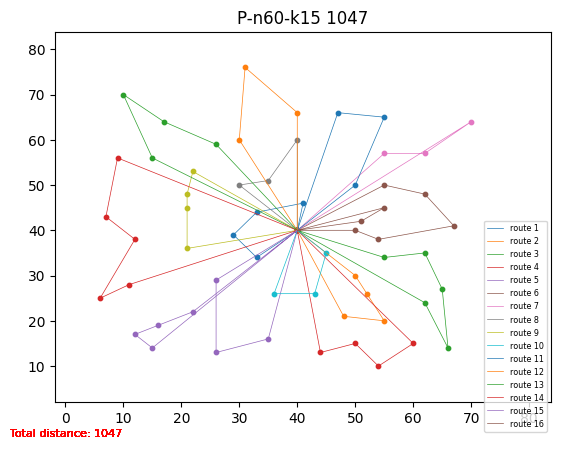 P-n60-k15 1047
80
70
60
50
40
30
20
10
0 10 20 30 40 50 60 70 80
route 1
route 2
route 3
route 4
route 5
route 6
route 7
route 8
route 9
route 10
route 11
route 12
route 13
route 14
route 15
route 16
Total distance: 1047